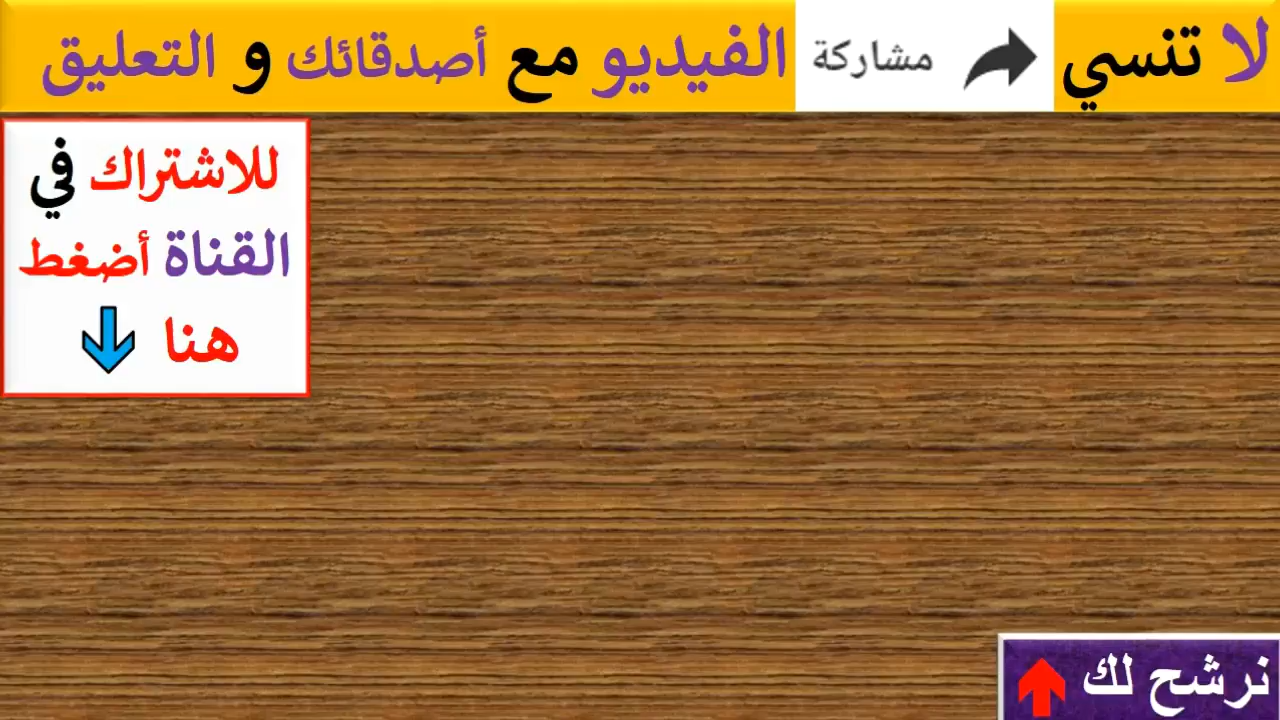 لا تنسي مشاركة الفيديو مع أصدقائك و التعليق
للاشتراك في
القناة أضغط
هنا
نرشح لك